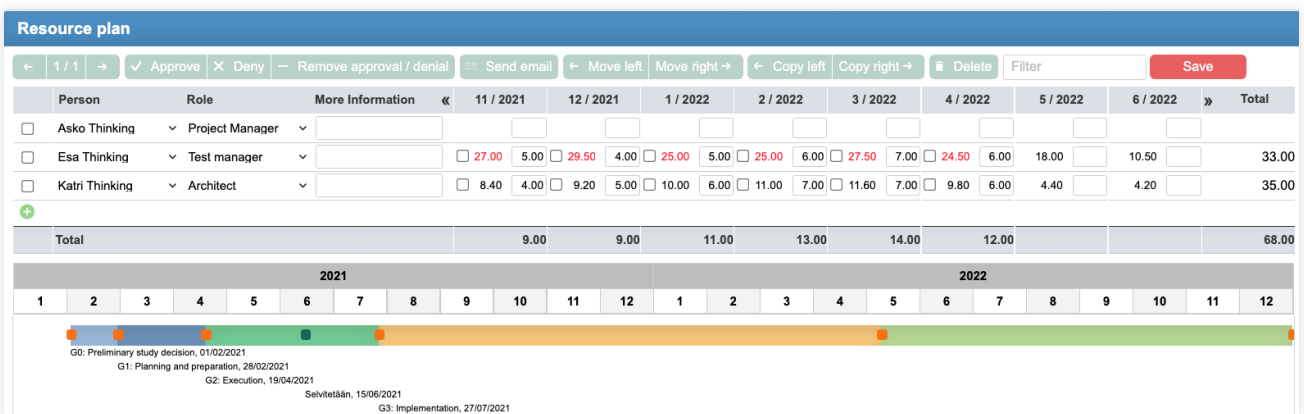 Resource plan
← 1 / 1 → Approve Deny Remove approval / denial Send email ← Move left Move right → ← Copy left Copy right → Delete Filter Save
Person Role More Information « 11 / 2021 12 / 2021 1 / 2022 2 / 2022 3 / 2022 4 / 2022 5 / 2022 6 / 2022 » Total
Asko Thinking Project Manager
Esa Thinking Test manager 27.00 5.00 29.50 4.00 25.00 5.00 25.00 6.00 27.50 7.00 24.50 6.00 18.00 10.50 33.00
Katri Thinking Architect 8.40 4.00 9.20 5.00 10.00 6.00 11.00 7.00 11.60 7.00 9.80 6.00 4.40 4.20 35.00
Total 9.00 9.00 11.00 13.00 14.00 12.00 68.00
2021 2022
1 2 3 4 5 6 7 8 9 10 11 12 1 2 3 4 5 6 7 8 9 10 11 12
G0: Preliminary study decision, 01/02/2021
G1: Planning and preparation, 28/02/2021
G2: Execution, 19/04/2021
Selvitetään, 15/06/2021
G3: Implementation, 27/07/2021